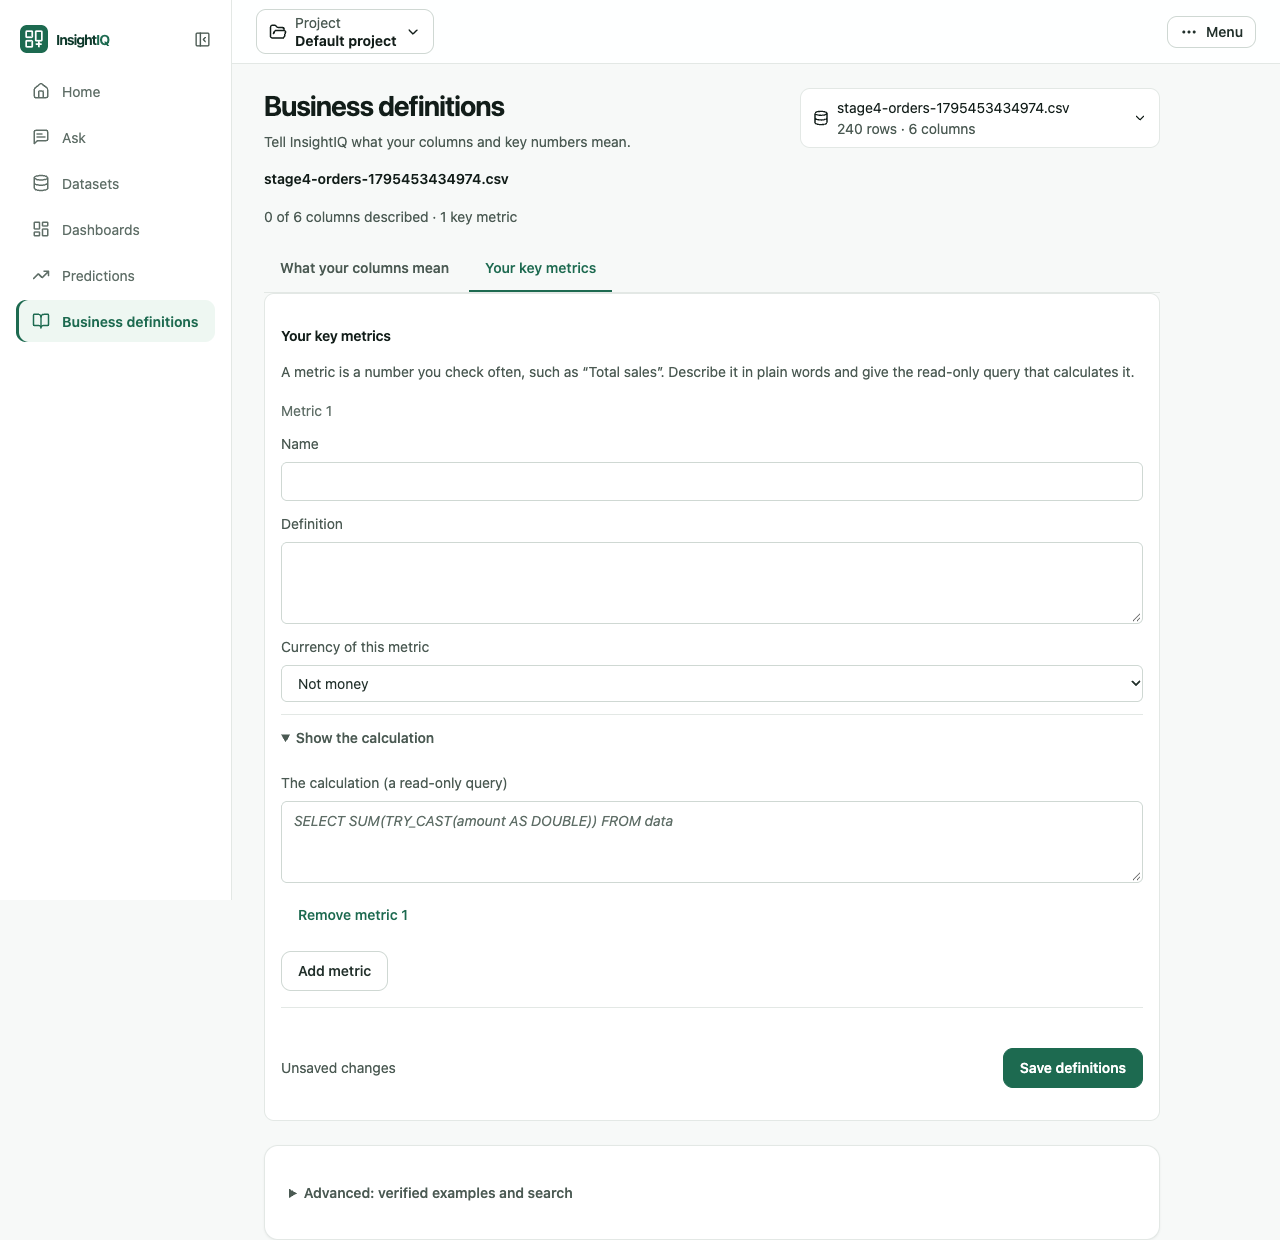 InsightIQ
Project
Default project
Menu
Home
Ask
Datasets
Dashboards
Predictions
Business definitions
Business definitions
Tell InsightIQ what your columns and key numbers mean.
stage4-orders-1795453434974.csv
240 rows · 6 columns
stage4-orders-1795453434974.csv
0 of 6 columns described · 1 key metric
What your columns mean
Your key metrics
Your key metrics
A metric is a number you check often, such as “Total sales”. Describe it in plain words and give the read-only query that calculates it.
Metric 1
Name
Definition
Currency of this metric
Not money
Show the calculation
The calculation (a read-only query)
SELECT SUM(TRY_CAST(amount AS DOUBLE)) FROM data
Remove metric 1
Add metric
Unsaved changes
Save definitions
Advanced: verified examples and search